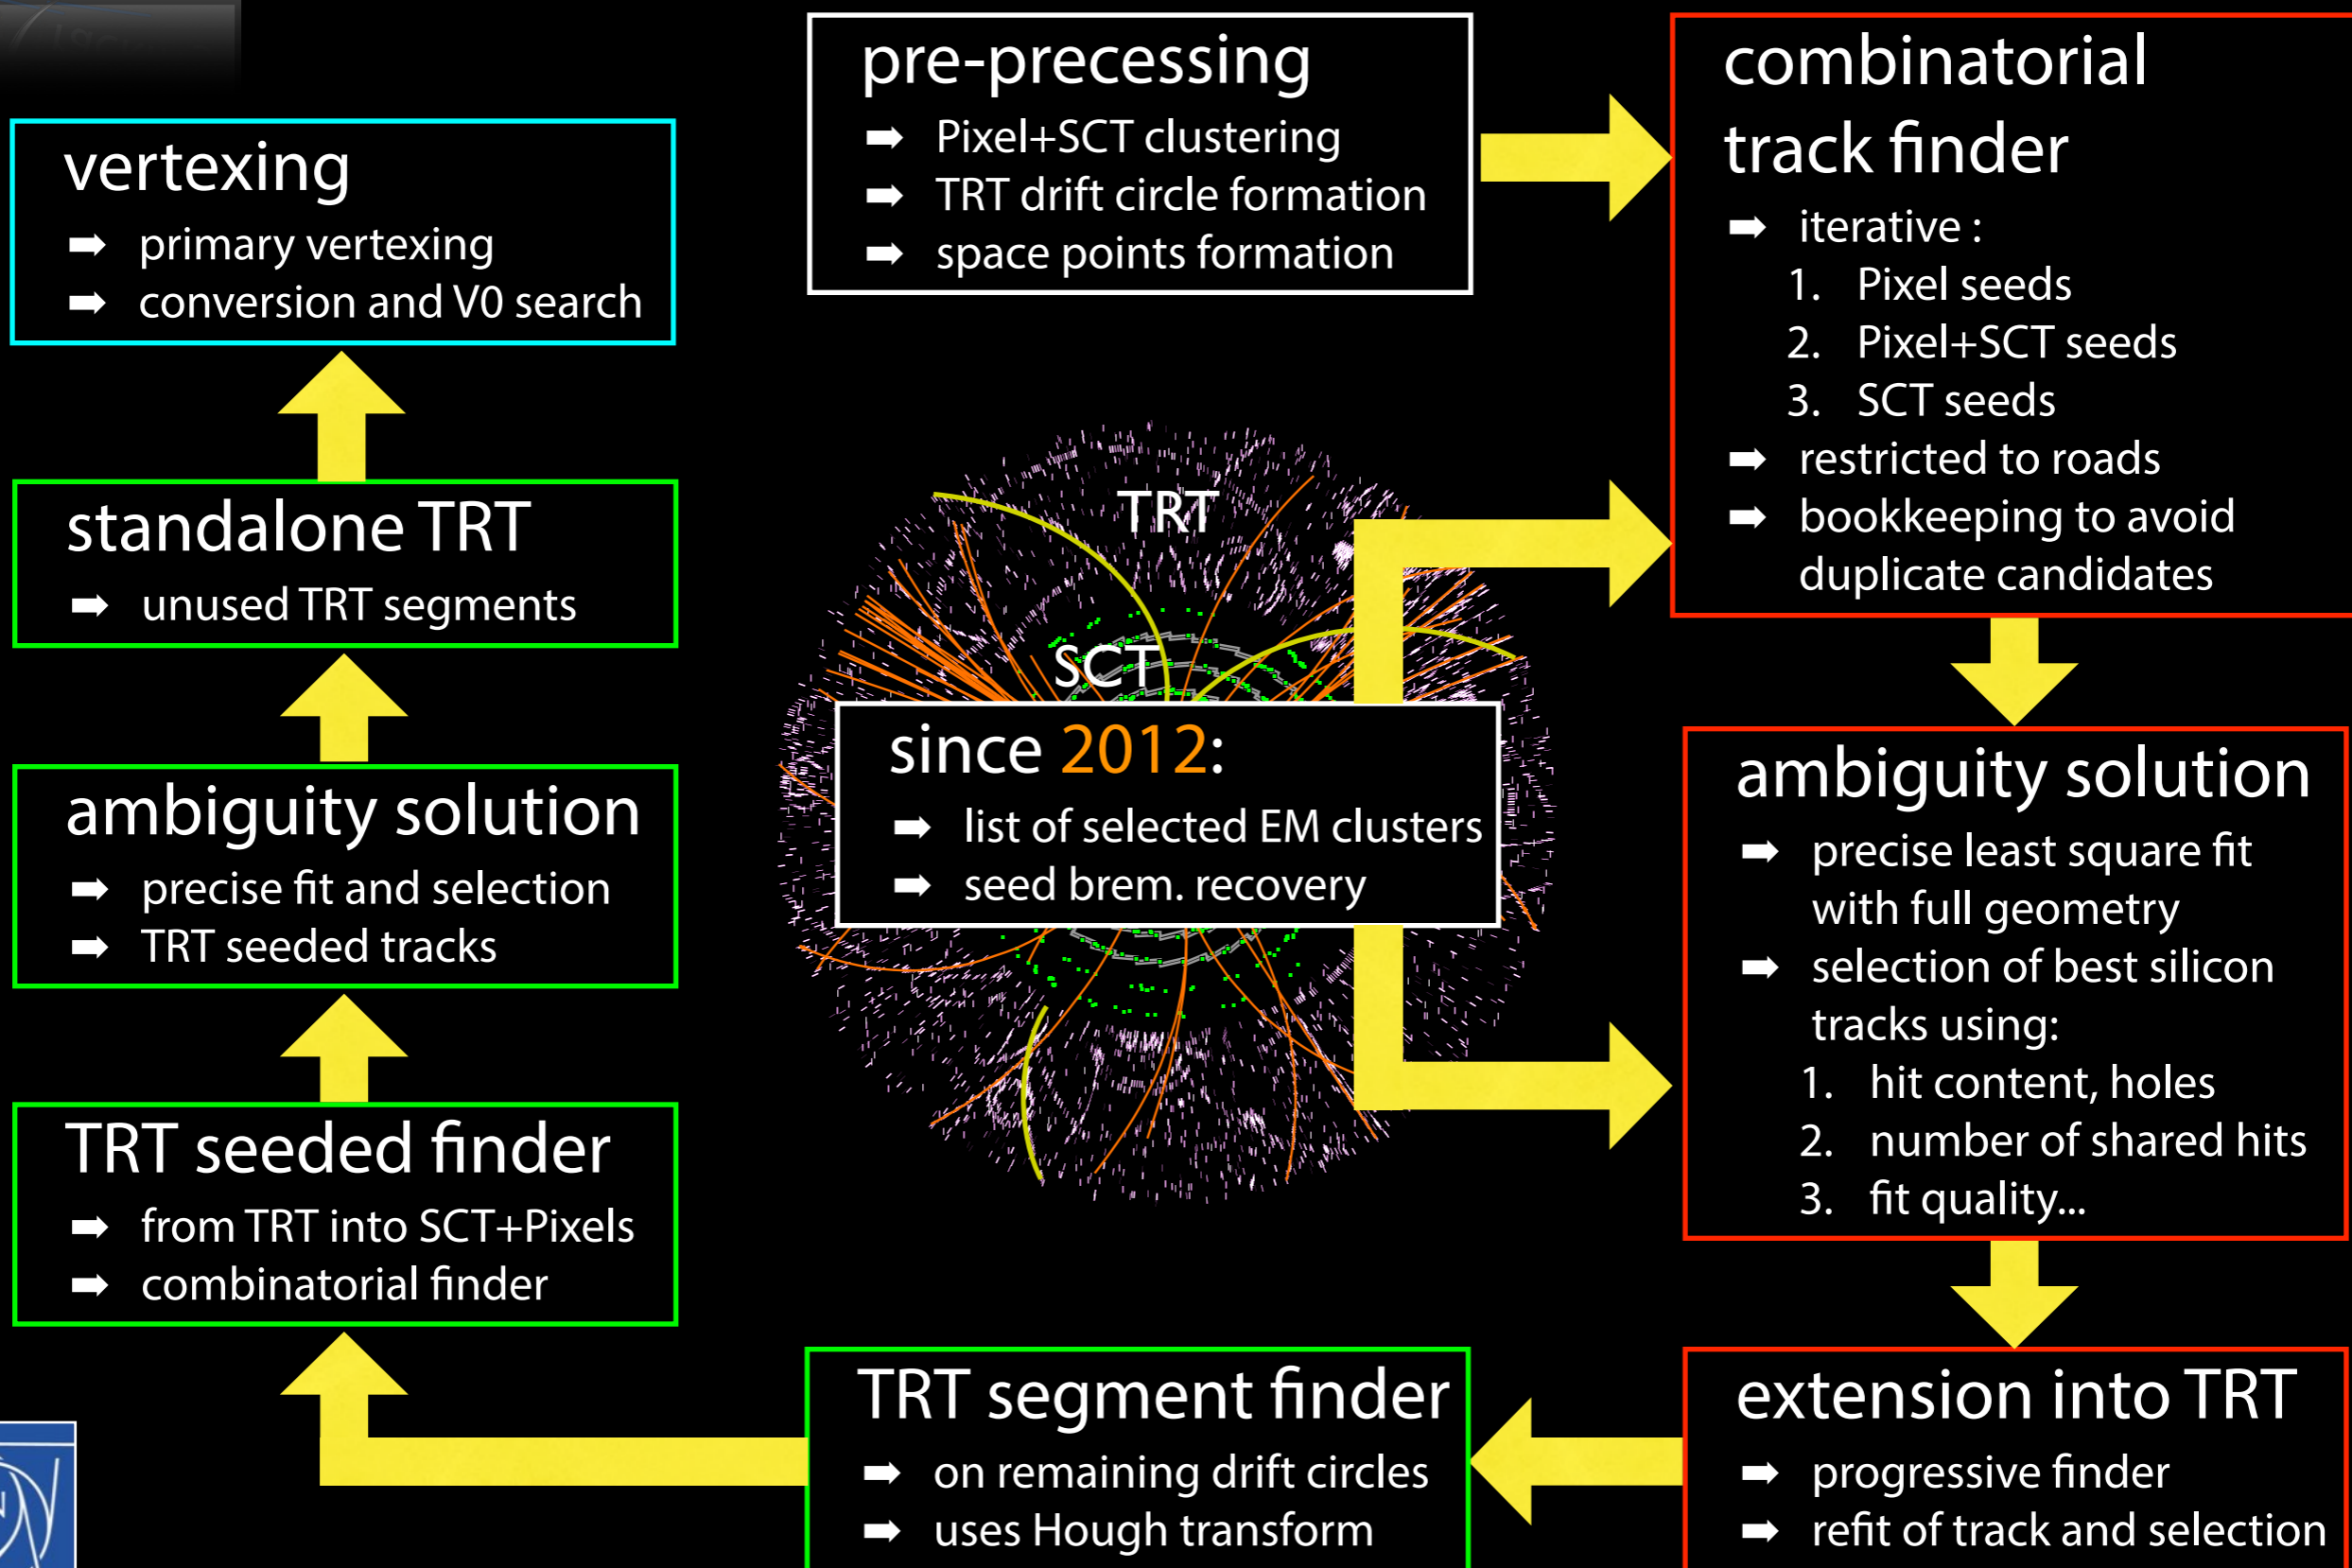 pre-precessing
➡ Pixel+SCT clustering
➡ TRT drift circle formation
➡ space points formation
combinatorial
track finder
➡ iterative :
1. Pixel seeds
2. Pixel+SCT seeds
3. SCT seeds
➡ restricted to roads
➡ bookkeeping to avoid
duplicate candidates
ambiguity solution
➡ precise least square fit
with full geometry
➡ selection of best silicon
tracks using:
1. hit content, holes
2. number of shared hits
3. fit quality...
extension into TRT
➡ progressive finder
➡ refit of track and selection
TRT segment finder
➡ on remaining drift circles
➡ uses Hough transform
TRT seeded finder
➡ from TRT into SCT+Pixels
➡ combinatorial finder
ambiguity solution
➡ precise fit and selection
➡ TRT seeded tracks
standalone TRT
➡ unused TRT segments
vertexing
➡ primary vertexing
➡ conversion and V0 search
TRT
SCT
since 2012:
➡ list of selected EM clusters
➡ seed brem. recovery